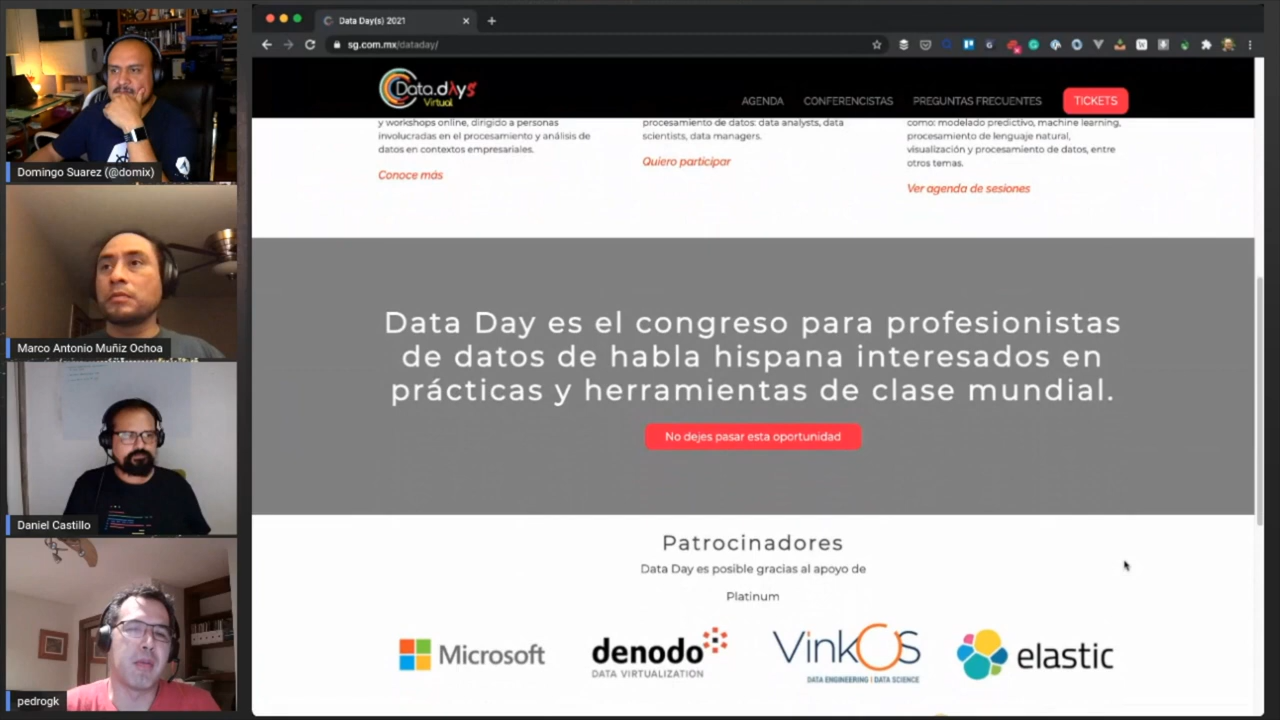 Domingo Suarez (@domix)
Marco Antonio Muñiz Ochoa
Daniel Castillo
pedrogk
Data Day(s) 2021
sg.com.mx/dataday/
Data.dAyS
Virtual
AGENDA
CONFERENCISTAS
PREGUNTAS FRECUENTES
TICKETS
y workshops online, dirigido a personas
involucradas en el procesamiento y análisis de
datos en contextos empresariales.
Conoce más
procesamiento de datos: data analysts, data
scientists, data managers.
Quiero participar
como: modelado predictivo, machine learning,
procesamiento de lenguaje natural,
visualización y procesamiento de datos, entre
otros temas.
Ver agenda de sesiones
Data Day es el congreso para profesionistas
de datos de habla hispana interesados en
prácticas y herramientas de clase mundial.
No dejes pasar esta oportunidad
Patrocinadores
Data Day es posible gracias al apoyo de
Platinum
Microsoft
denodo
DATA VIRTUALIZATION
VinkOS
DATA ENGINEERING | DATA SCIENCE
elastic